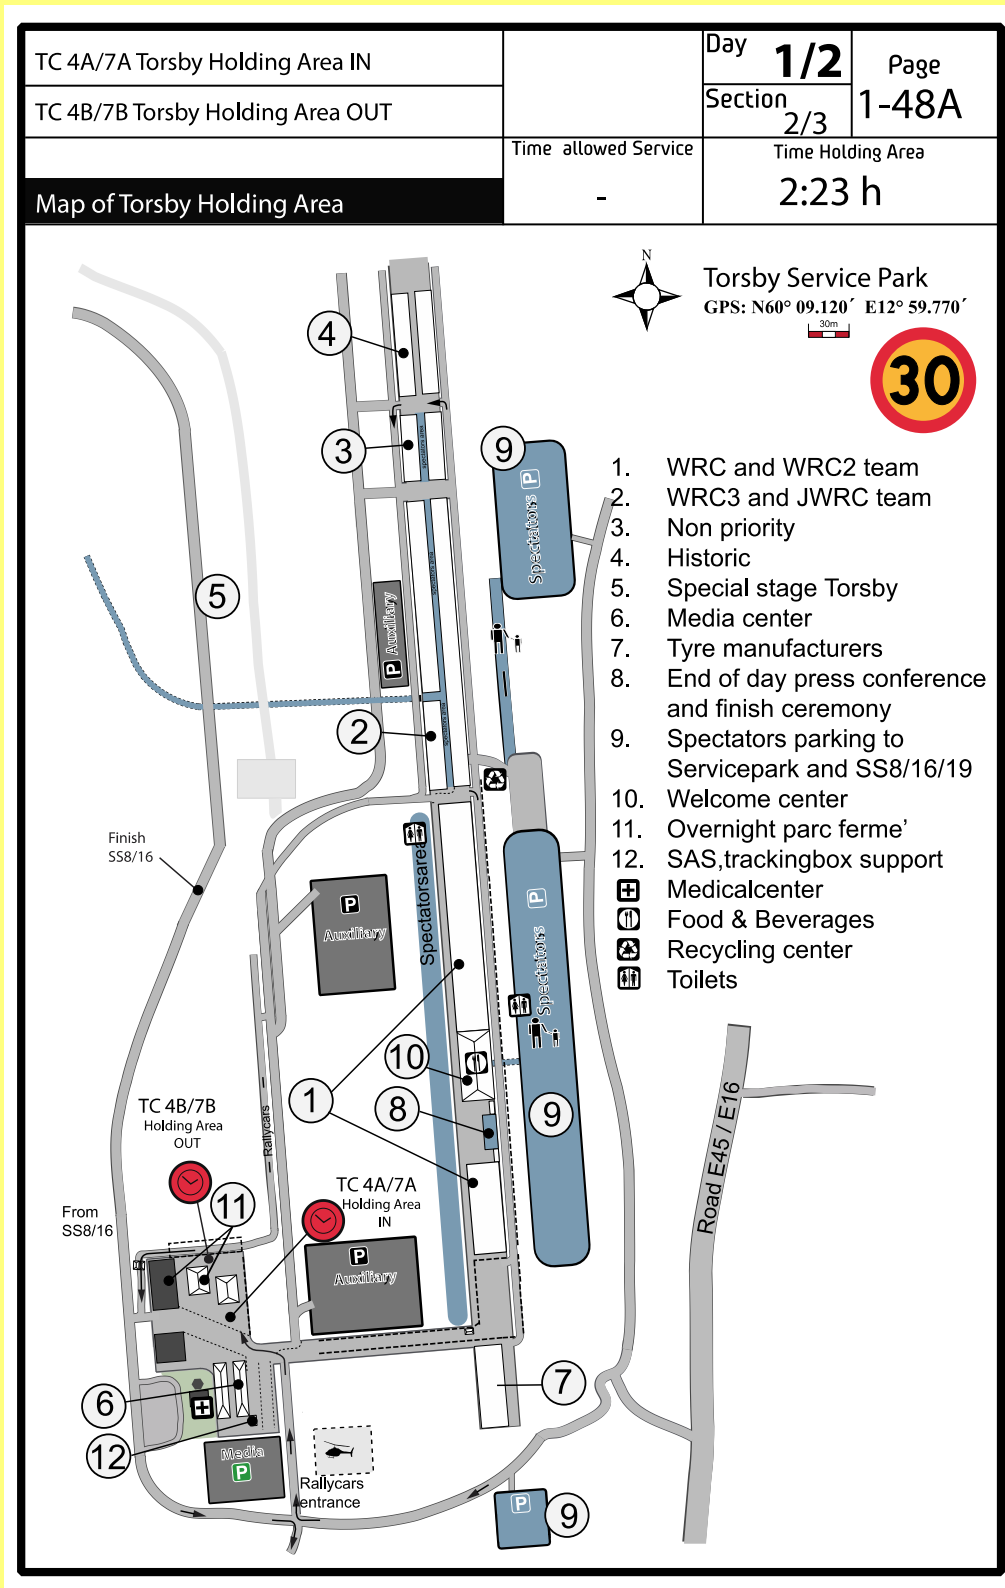 TC 4A/7A Torsby Holding Area IN
TC 4B/7B Torsby Holding Area OUT
Day 1/2
Section 2/3
Page
1-48A
Time allowed Service
-
Time Holding Area
2:23 h
Map of Torsby Holding Area
N
Torsby Service Park
GPS: N60° 09.120´ E12° 59.770´
30m
30
1. WRC and WRC2 team
2. WRC3 and JWRC team
3. Non priority
4. Historic
5. Special stage Torsby
6. Media center
7. Tyre manufacturers
8. End of day press conference
and finish ceremony
9. Spectators parking to
Servicepark and SS8/16/19
10. Welcome center
11. Overnight parc ferme'
12. SAS,trackingbox support
Medicalcenter
Food & Beverages
Recycling center
Toilets
4
3
9
Spectators P
spectators area
spectators area
5
P Auxiliary
2
spectators area
Finish
SS8/16
P
Auxiliary
Spectatorsarea
Spectators P
10
1
8
9
Rallycars
TC 4B/7B
Holding Area
OUT
11
TC 4A/7A
Holding Area
IN
From
SS8/16
P
Auxiliary
Road E45 / E16
6
7
12
Media
P
Rallycars
entrance
P
9